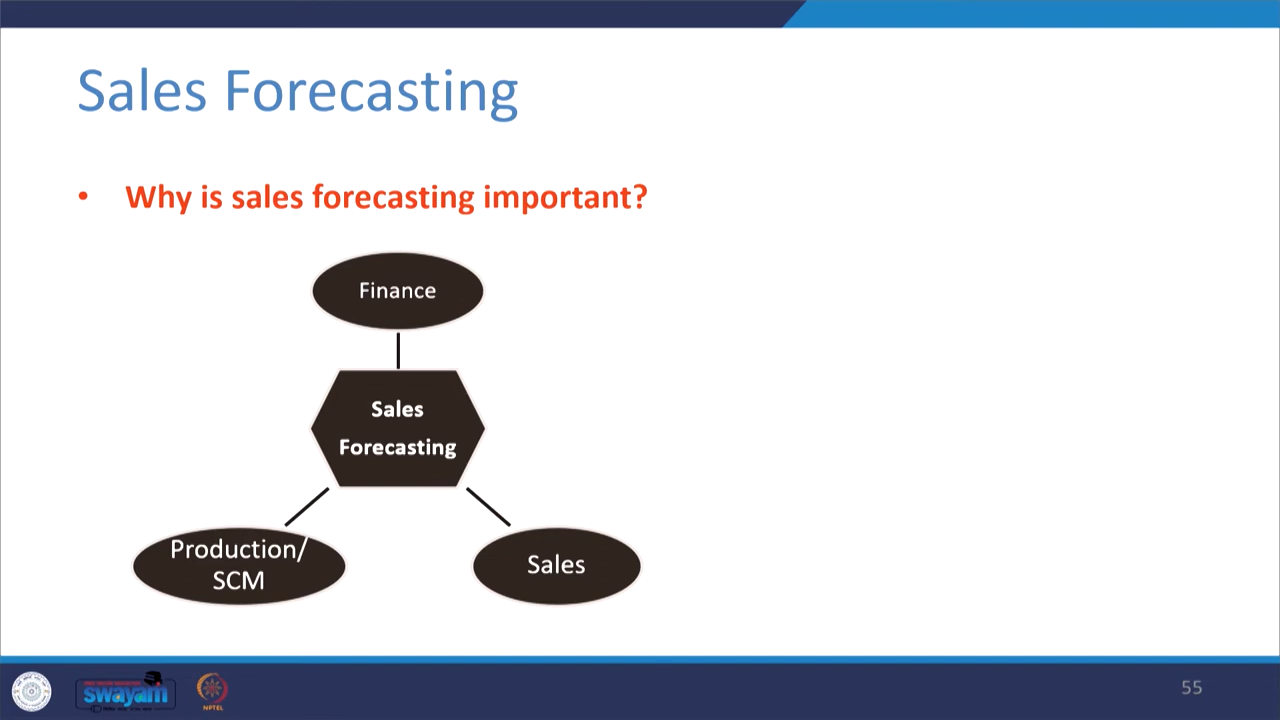 Sales Forecasting
• Why is sales forecasting important?
Finance
Sales
Forecasting
Production/
SCM
Sales
swayam
NPTEL
55